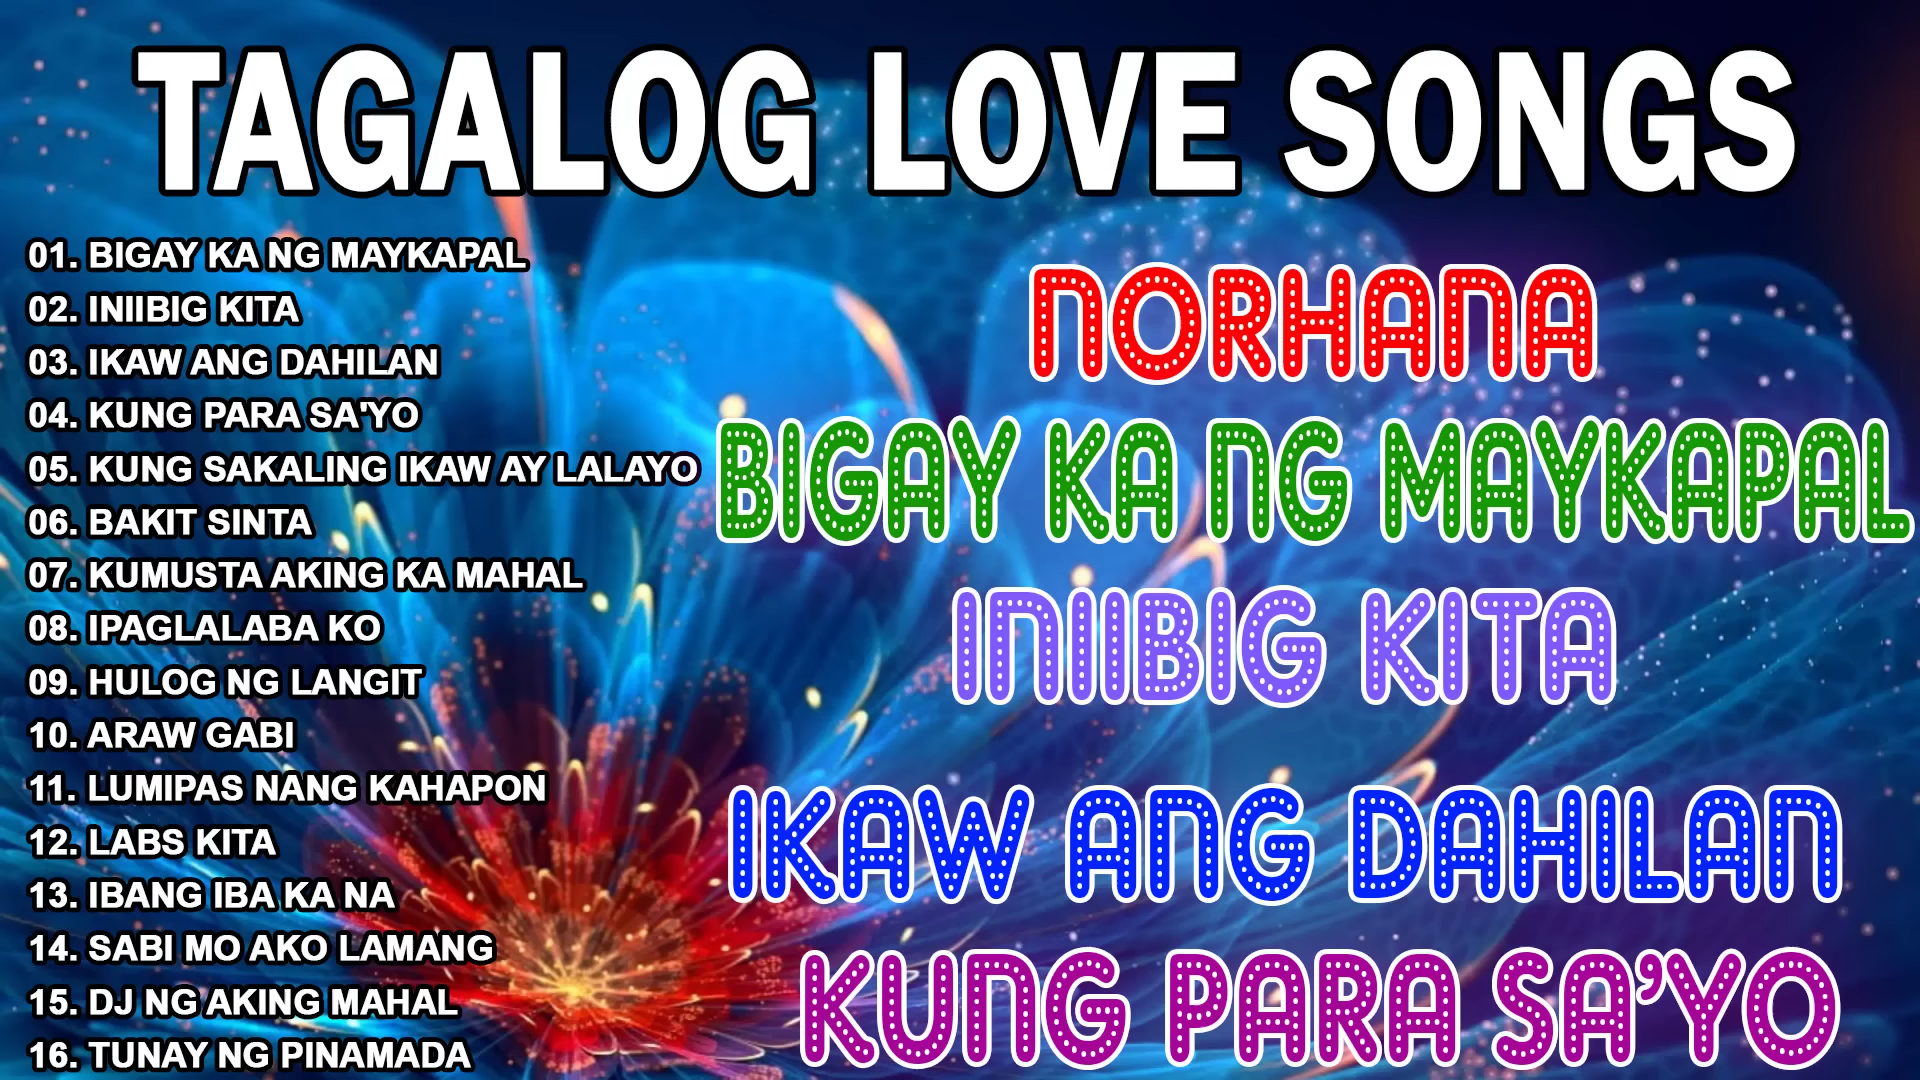 TAGALOG LOVE SONGS
01. BIGAY KA NG MAYKAPAL
02. INIIBIG KITA
03. IKAW ANG DAHILAN
04. KUNG PARA SA'YO
05. KUNG SAKALING IKAW AY LALAYO
06. BAKIT SINTA
07. KUMUSTA AKING KA MAHAL
08. IPAGLALABA KO
09. HULOG NG LANGIT
10. ARAW GABI
11. LUMIPAS NANG KAHAPON
12. LABS KITA
13. IBANG IBA KA NA
14. SABI MO AKO LAMANG
15. DJ NG AKING MAHAL
16. TUNAY NG PINAMADA
NORHANA
BIGAY KA NG MAYKAPAL
INIIBIG KITA
IKAW ANG DAHILAN
KUNG PARA SA’YO